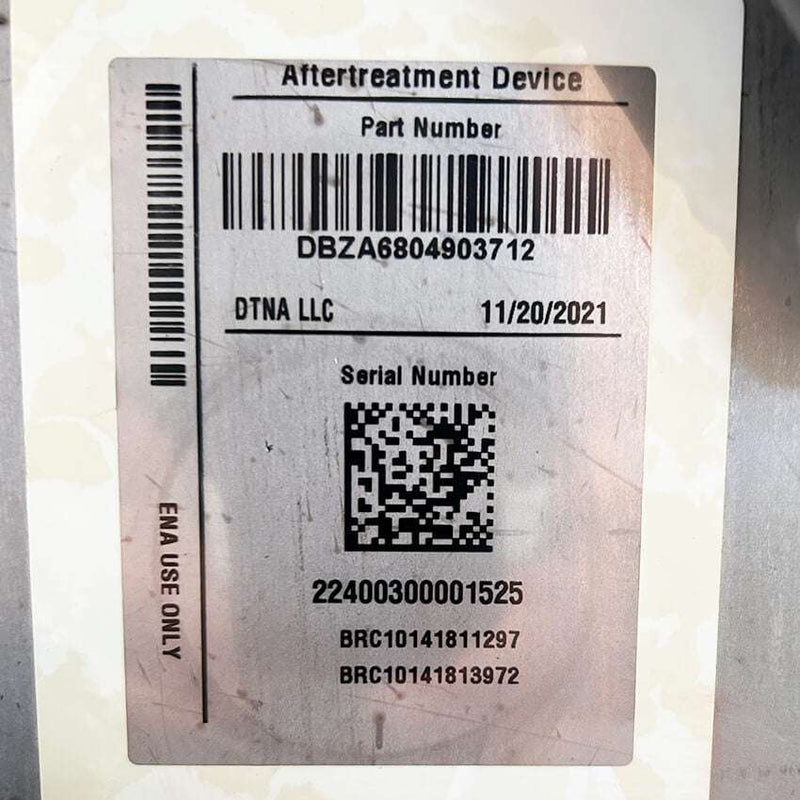 Aftertreatment Device
Part Number
DBZA6804903712
DTNA LLC 11/20/2021
Serial Number
22400300001525
BRC10141811297
BRC10141813972
ENA USE ONLY